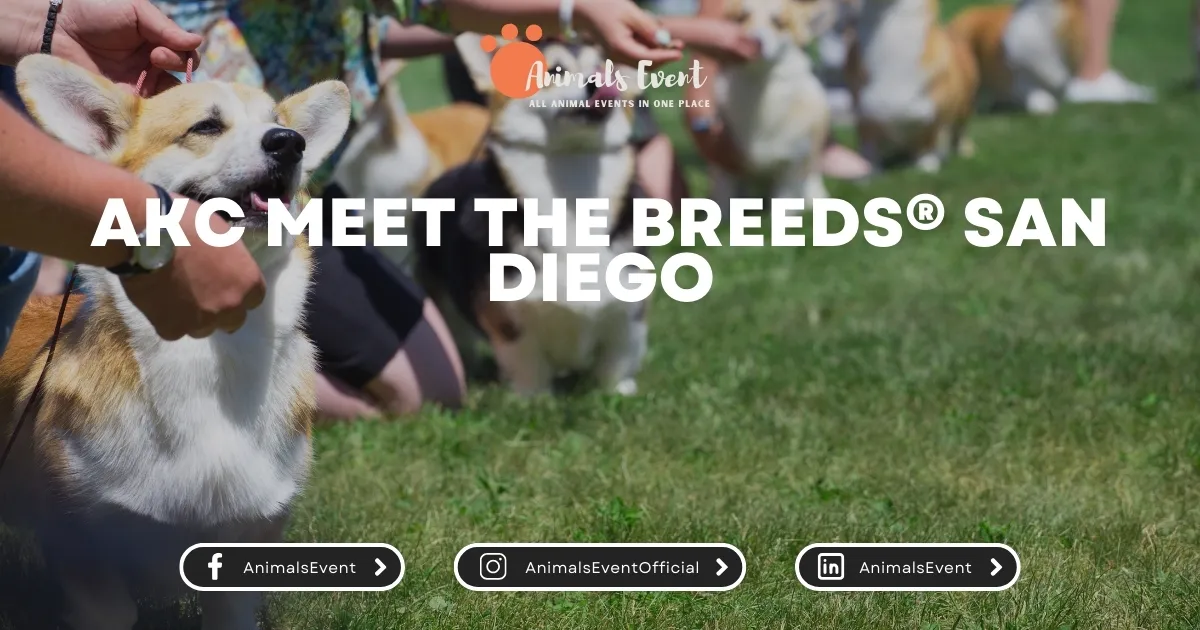 Animals Event
ALL ANIMAL EVENTS IN ONE PLACE
AKC MEET THE BREEDS® SAN
DIEGO
AnimalsEvent
AnimalsEventOfficial
AnimalsEvent